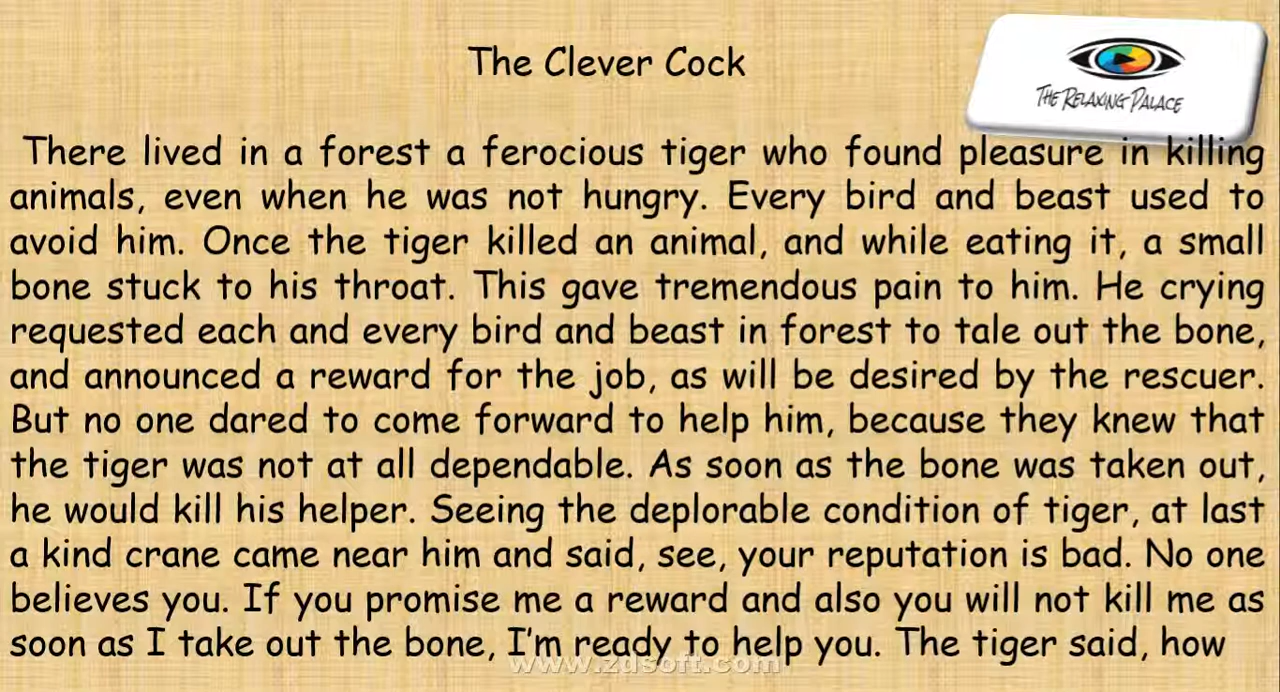 The Clever Cock
THE RELAXING PALACE
There lived in a forest a ferocious tiger who found pleasure in killing
animals, even when he was not hungry. Every bird and beast used to
avoid him. Once the tiger killed an animal, and while eating it, a small
bone stuck to his throat. This gave tremendous pain to him. He crying
requested each and every bird and beast in forest to tale out the bone,
and announced a reward for the job, as will be desired by the rescuer.
But no one dared to come forward to help him, because they knew that
the tiger was not at all dependable. As soon as the bone was taken out,
he would kill his helper. Seeing the deplorable condition of tiger, at last
a kind crane came near him and said, see, your reputation is bad. No one
believes you. If you promise me a reward and also you will not kill me as
soon as I take out the bone, I’m ready to help you. The tiger said, how
www.zdsoft.com